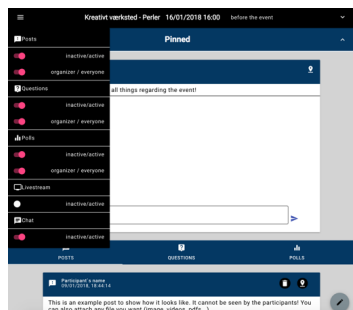 Kreativt værksted - Perler 16/01/2018 16:00 before the event
Posts
Pinned
inactive/active
organizer / everyone
Questions
all things regarding the event!
inactive/active
organizer / everyone
Polls
inactive/active
organizer / everyone
Livestream
inactive/active
Chat
inactive/active
POSTS
QUESTIONS
POLLS
Participant's name
09/01/2018, 18:44:14
This is an example post to show how it looks like. It cannot be seen by the participants! You
can also attach any file you want (image, videos, pdfs...)